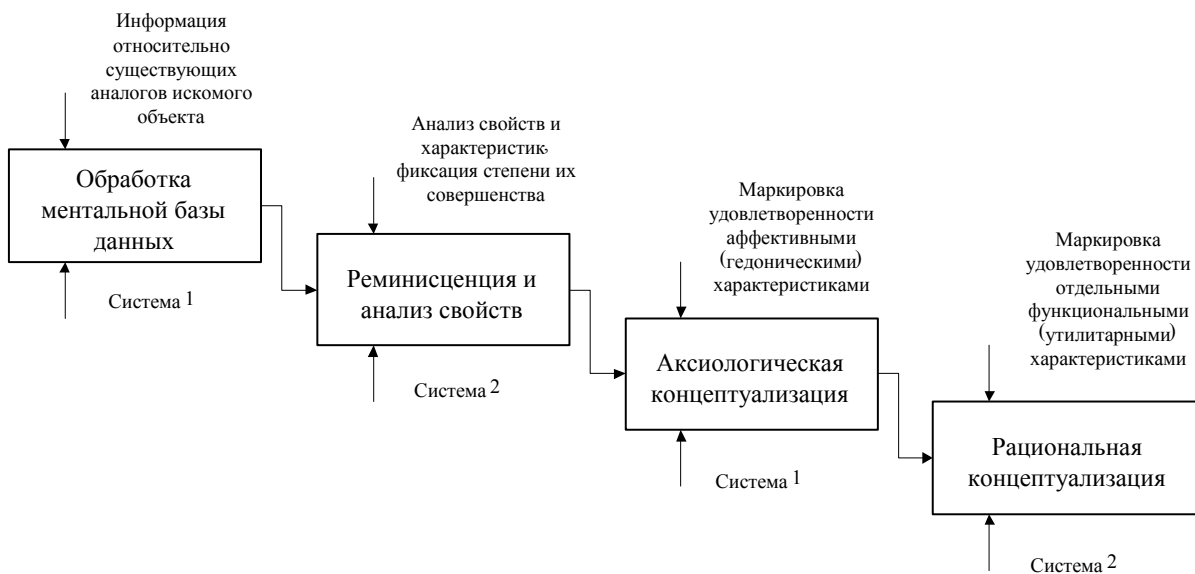 Информация
относительно
существующих
аналогов искомого
объекта
Обработка
ментальной базы
данных
Система 1
Анализ свойств и
характеристик,
фиксация степени их
совершенства
Реминисценция и
анализ свойств
Система 2
Маркировка
удовлетворенности
аффективными
(гедоническими)
характеристиками
Аксиологическая
концептуализация
Система 1
Маркировка
удовлетворенности
отдельными
функциональными
(утилитарными)
характеристиками
Рациональная
концептуализация
Система 2